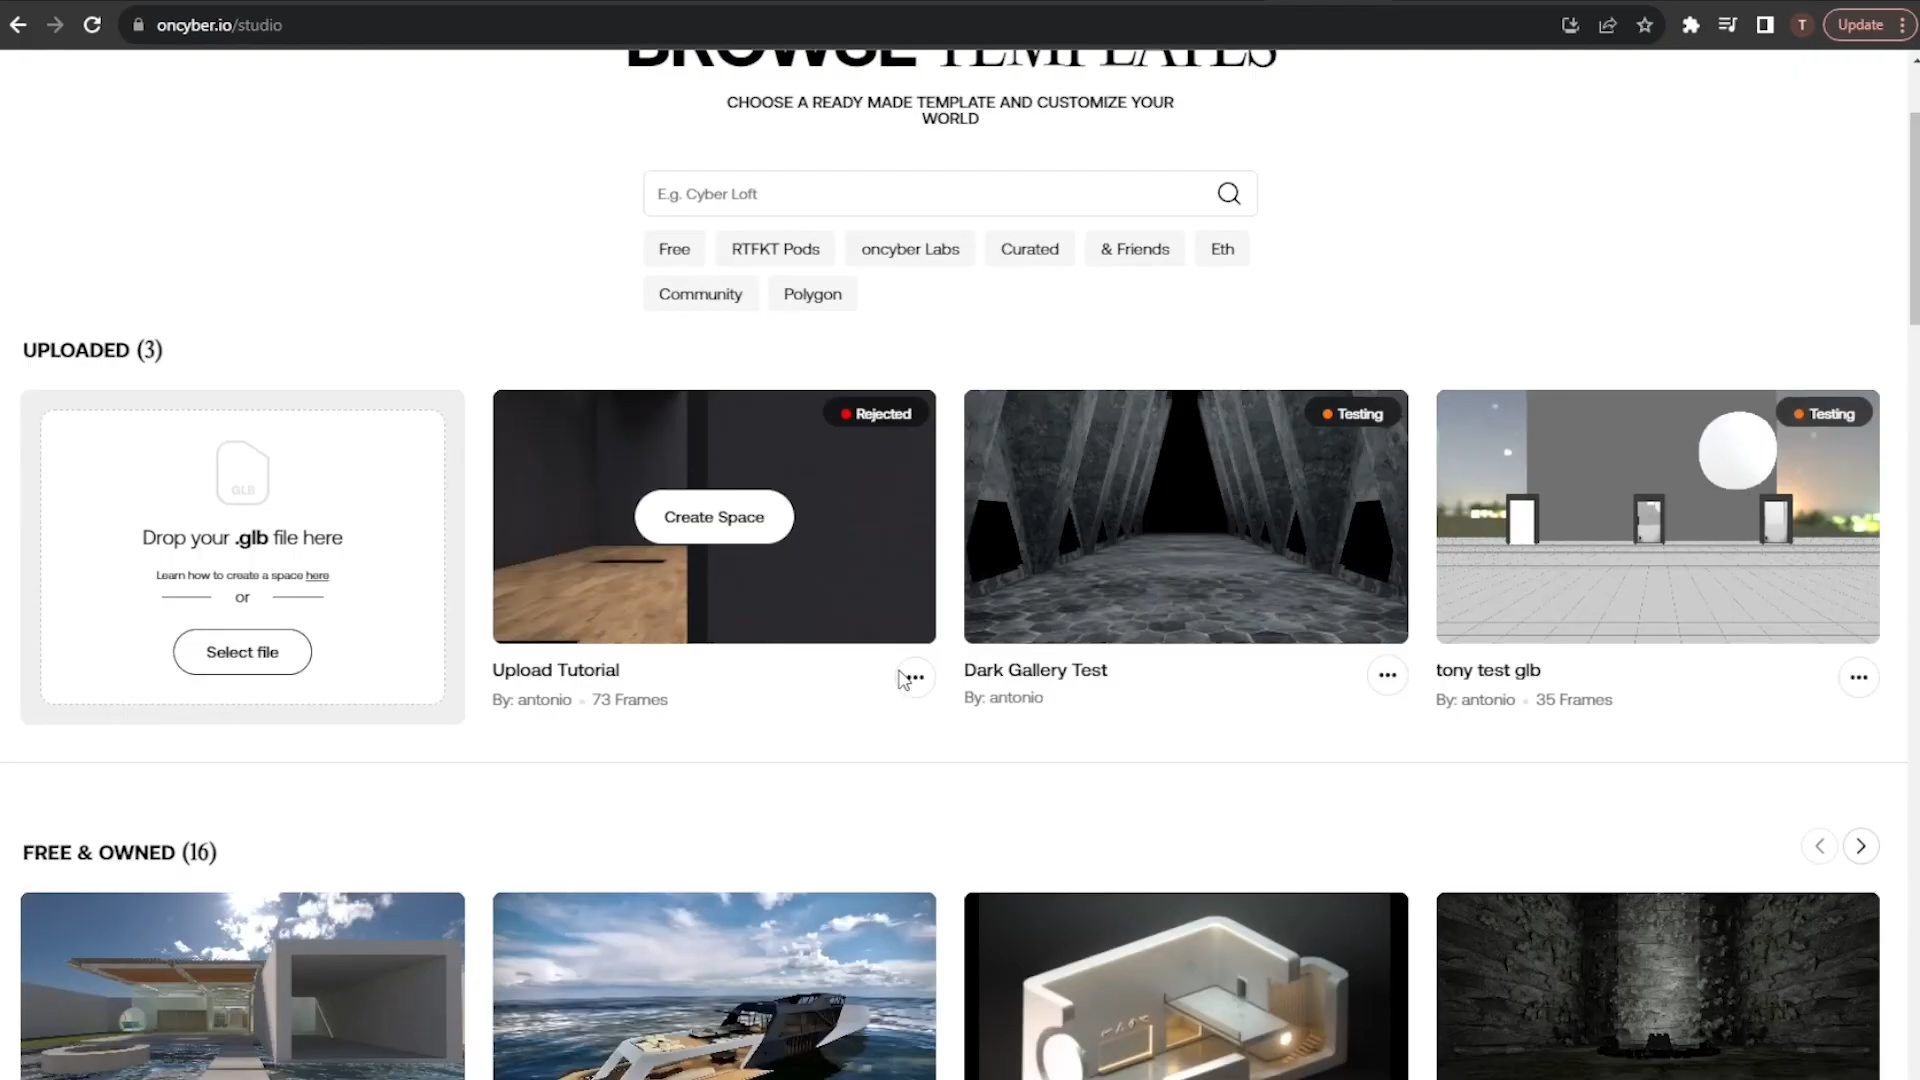 oncyber.io/studio
T
Update
BROWSE TEMPLATES
CHOOSE A READY MADE TEMPLATE AND CUSTOMIZE YOUR
WORLD
E.g. Cyber Loft
Free
RTFKT Pods
oncyber Labs
Curated
& Friends
Eth
Community
Polygon
UPLOADED (3)
GLB
Drop your .glb file here
Learn how to create a space here
or
Select file
Rejected
Create Space
Upload Tutorial
By: antonio 73 Frames
Testing
Dark Gallery Test
By: antonio
Testing
tony test glb
By: antonio 35 Frames
FREE & OWNED (16)